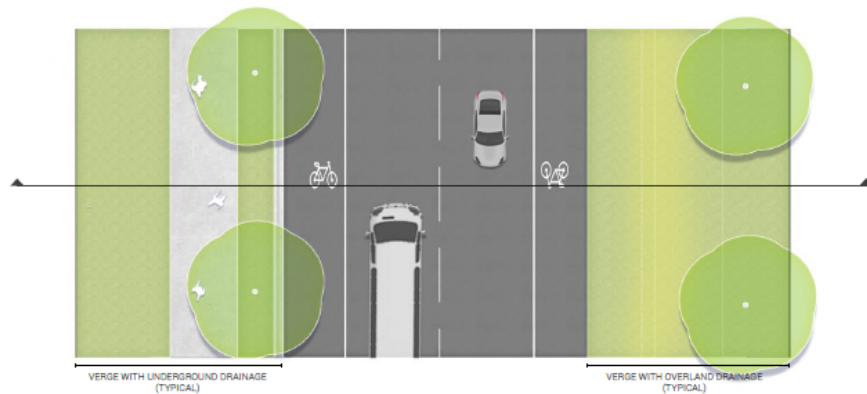 VERGE WITH UNDERGROUND DRAINAGE
(TYPICAL)
VERGE WITH OVERLAND DRAINAGE
(TYPICAL)